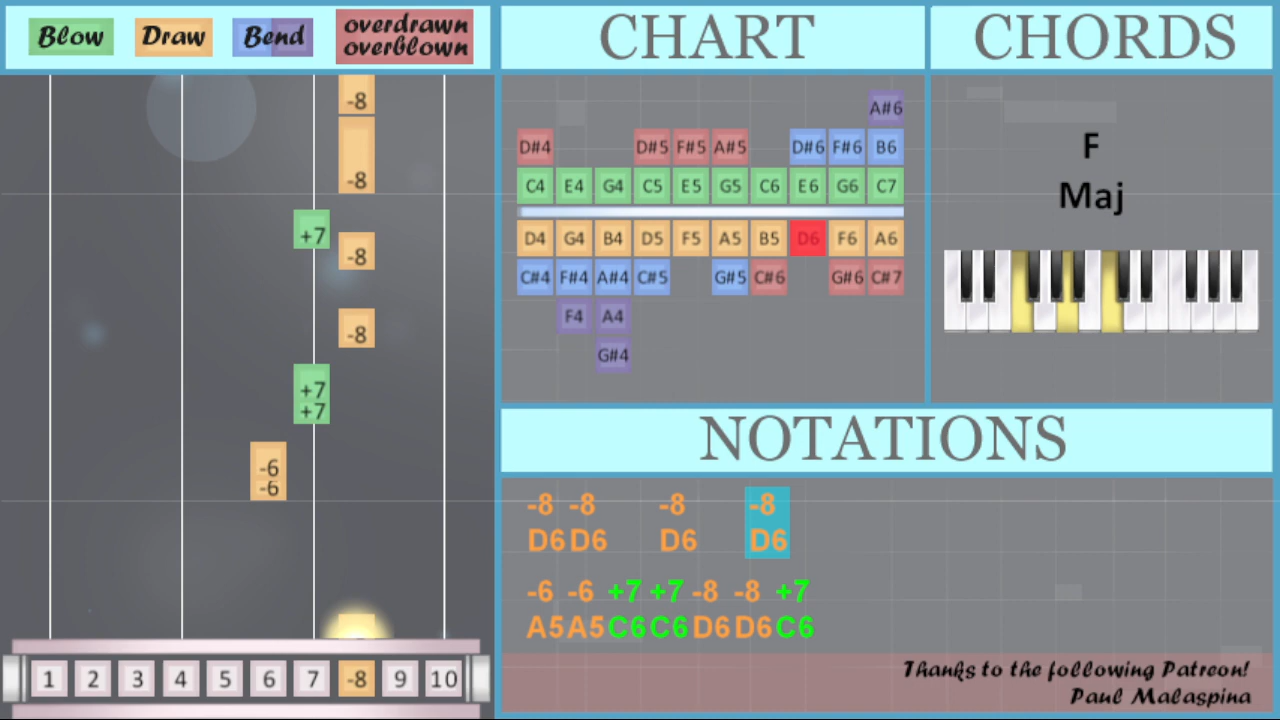 Blow Draw Bend overdrawn
overblown
CHART
CHORDS
-8
-8
+7
-8
-8
+7
+7
-6
-6
1 2 3 4 5 6 7 -8 9 10
A#6
D#4 D#5 F#5 A#5 D#6 F#6 B6
C4 E4 G4 C5 E5 G5 C6 E6 G6 C7
D4 G4 B4 D5 F5 A5 B5 D6 F6 A6
C#4 F#4 A#4 C#5 G#5 C#6 G#6 C#7
F4 A4
G#4
F
Maj
NOTATIONS
-8 -8 -8 -8
D6 D6 D6 D6
-6 -6 +7 +7 -8 -8 +7
A5 A5 C6 C6 D6 D6 C6
Thanks to the following Patreon!
Paul Malaspina